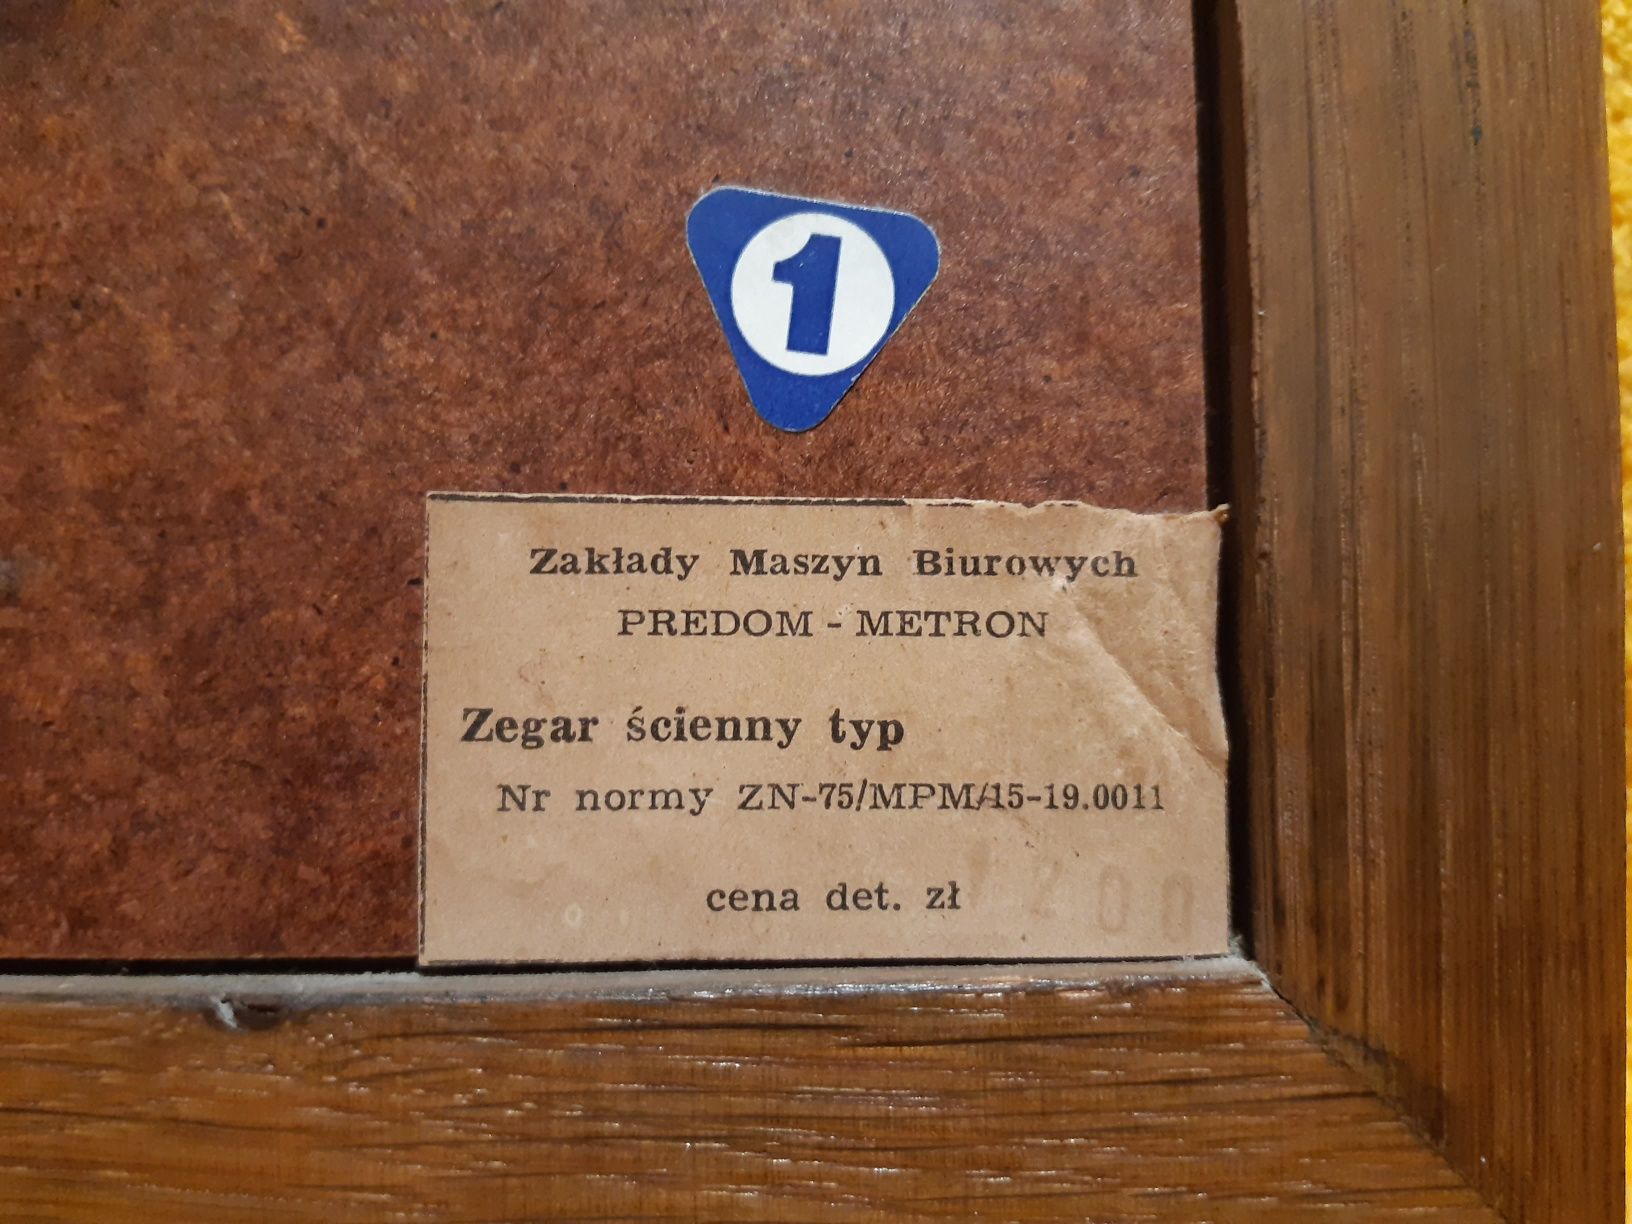 1
Zakłady Maszyn Biurowych
PREDOM - METRON
Zegar ścienny typ
Nr normy ZN-75/MPM/15-19.0011
cena det. zł